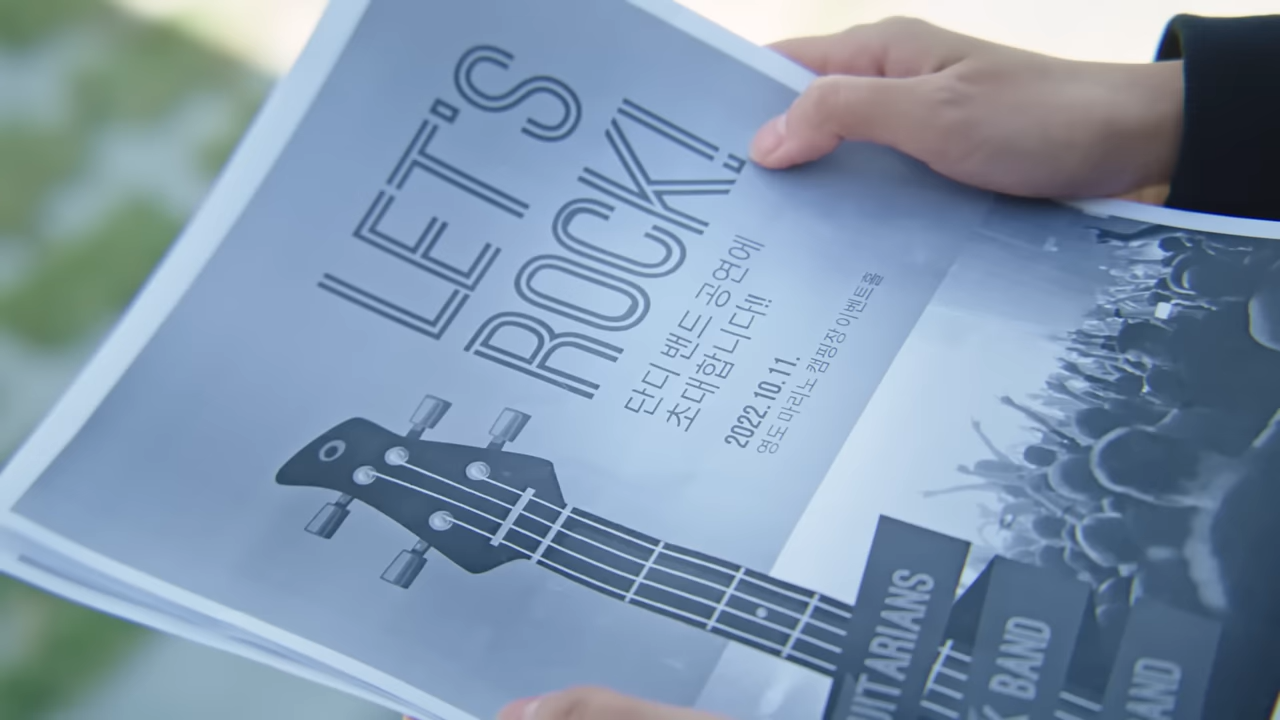 LET'S
ROCK!
단디 밴드 공연에
초대합니다!!
2022. 10. 11.
영도 마리노 캠핑장 이벤트홀
BAND